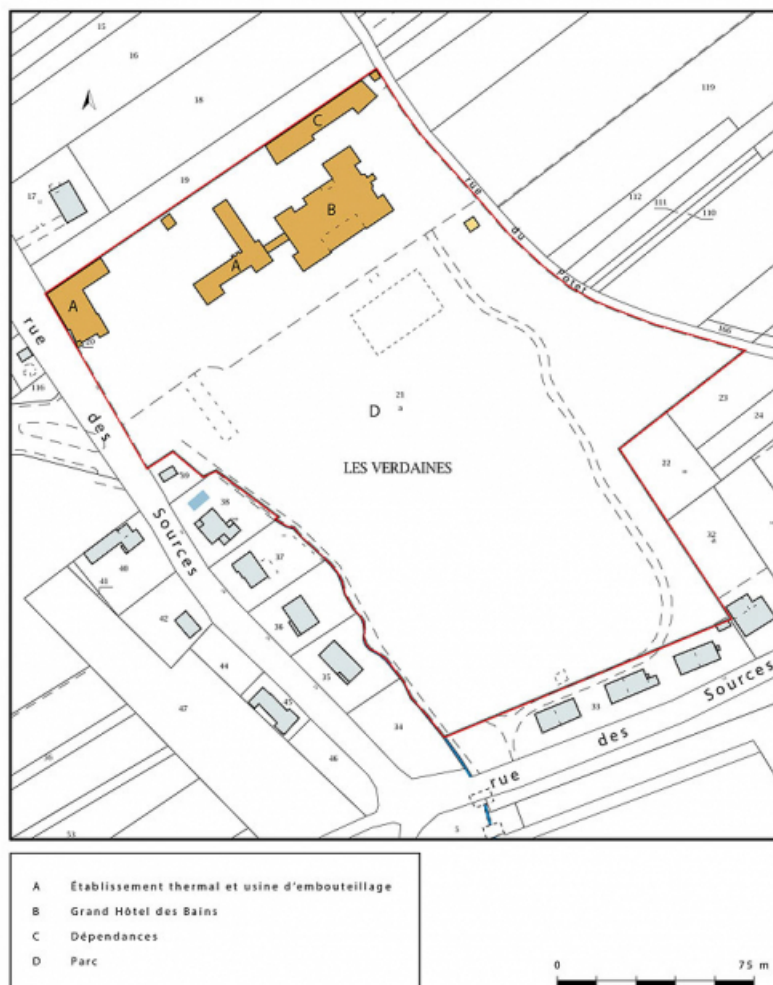 15
16
18
119
19
17
C
B
A
A
rue du Potet
112
111
110
20
116
166
23
24
22
21
D
LES VERDAINES
rue des Sources
39
38
32
40
37
41
42
36
44
35
45
47
33
34
46
rue des Sources
5
53
A Établissement thermal et usine d'embouteillage
B Grand Hôtel des Bains
C Dépendances
D Parc
0 75 m